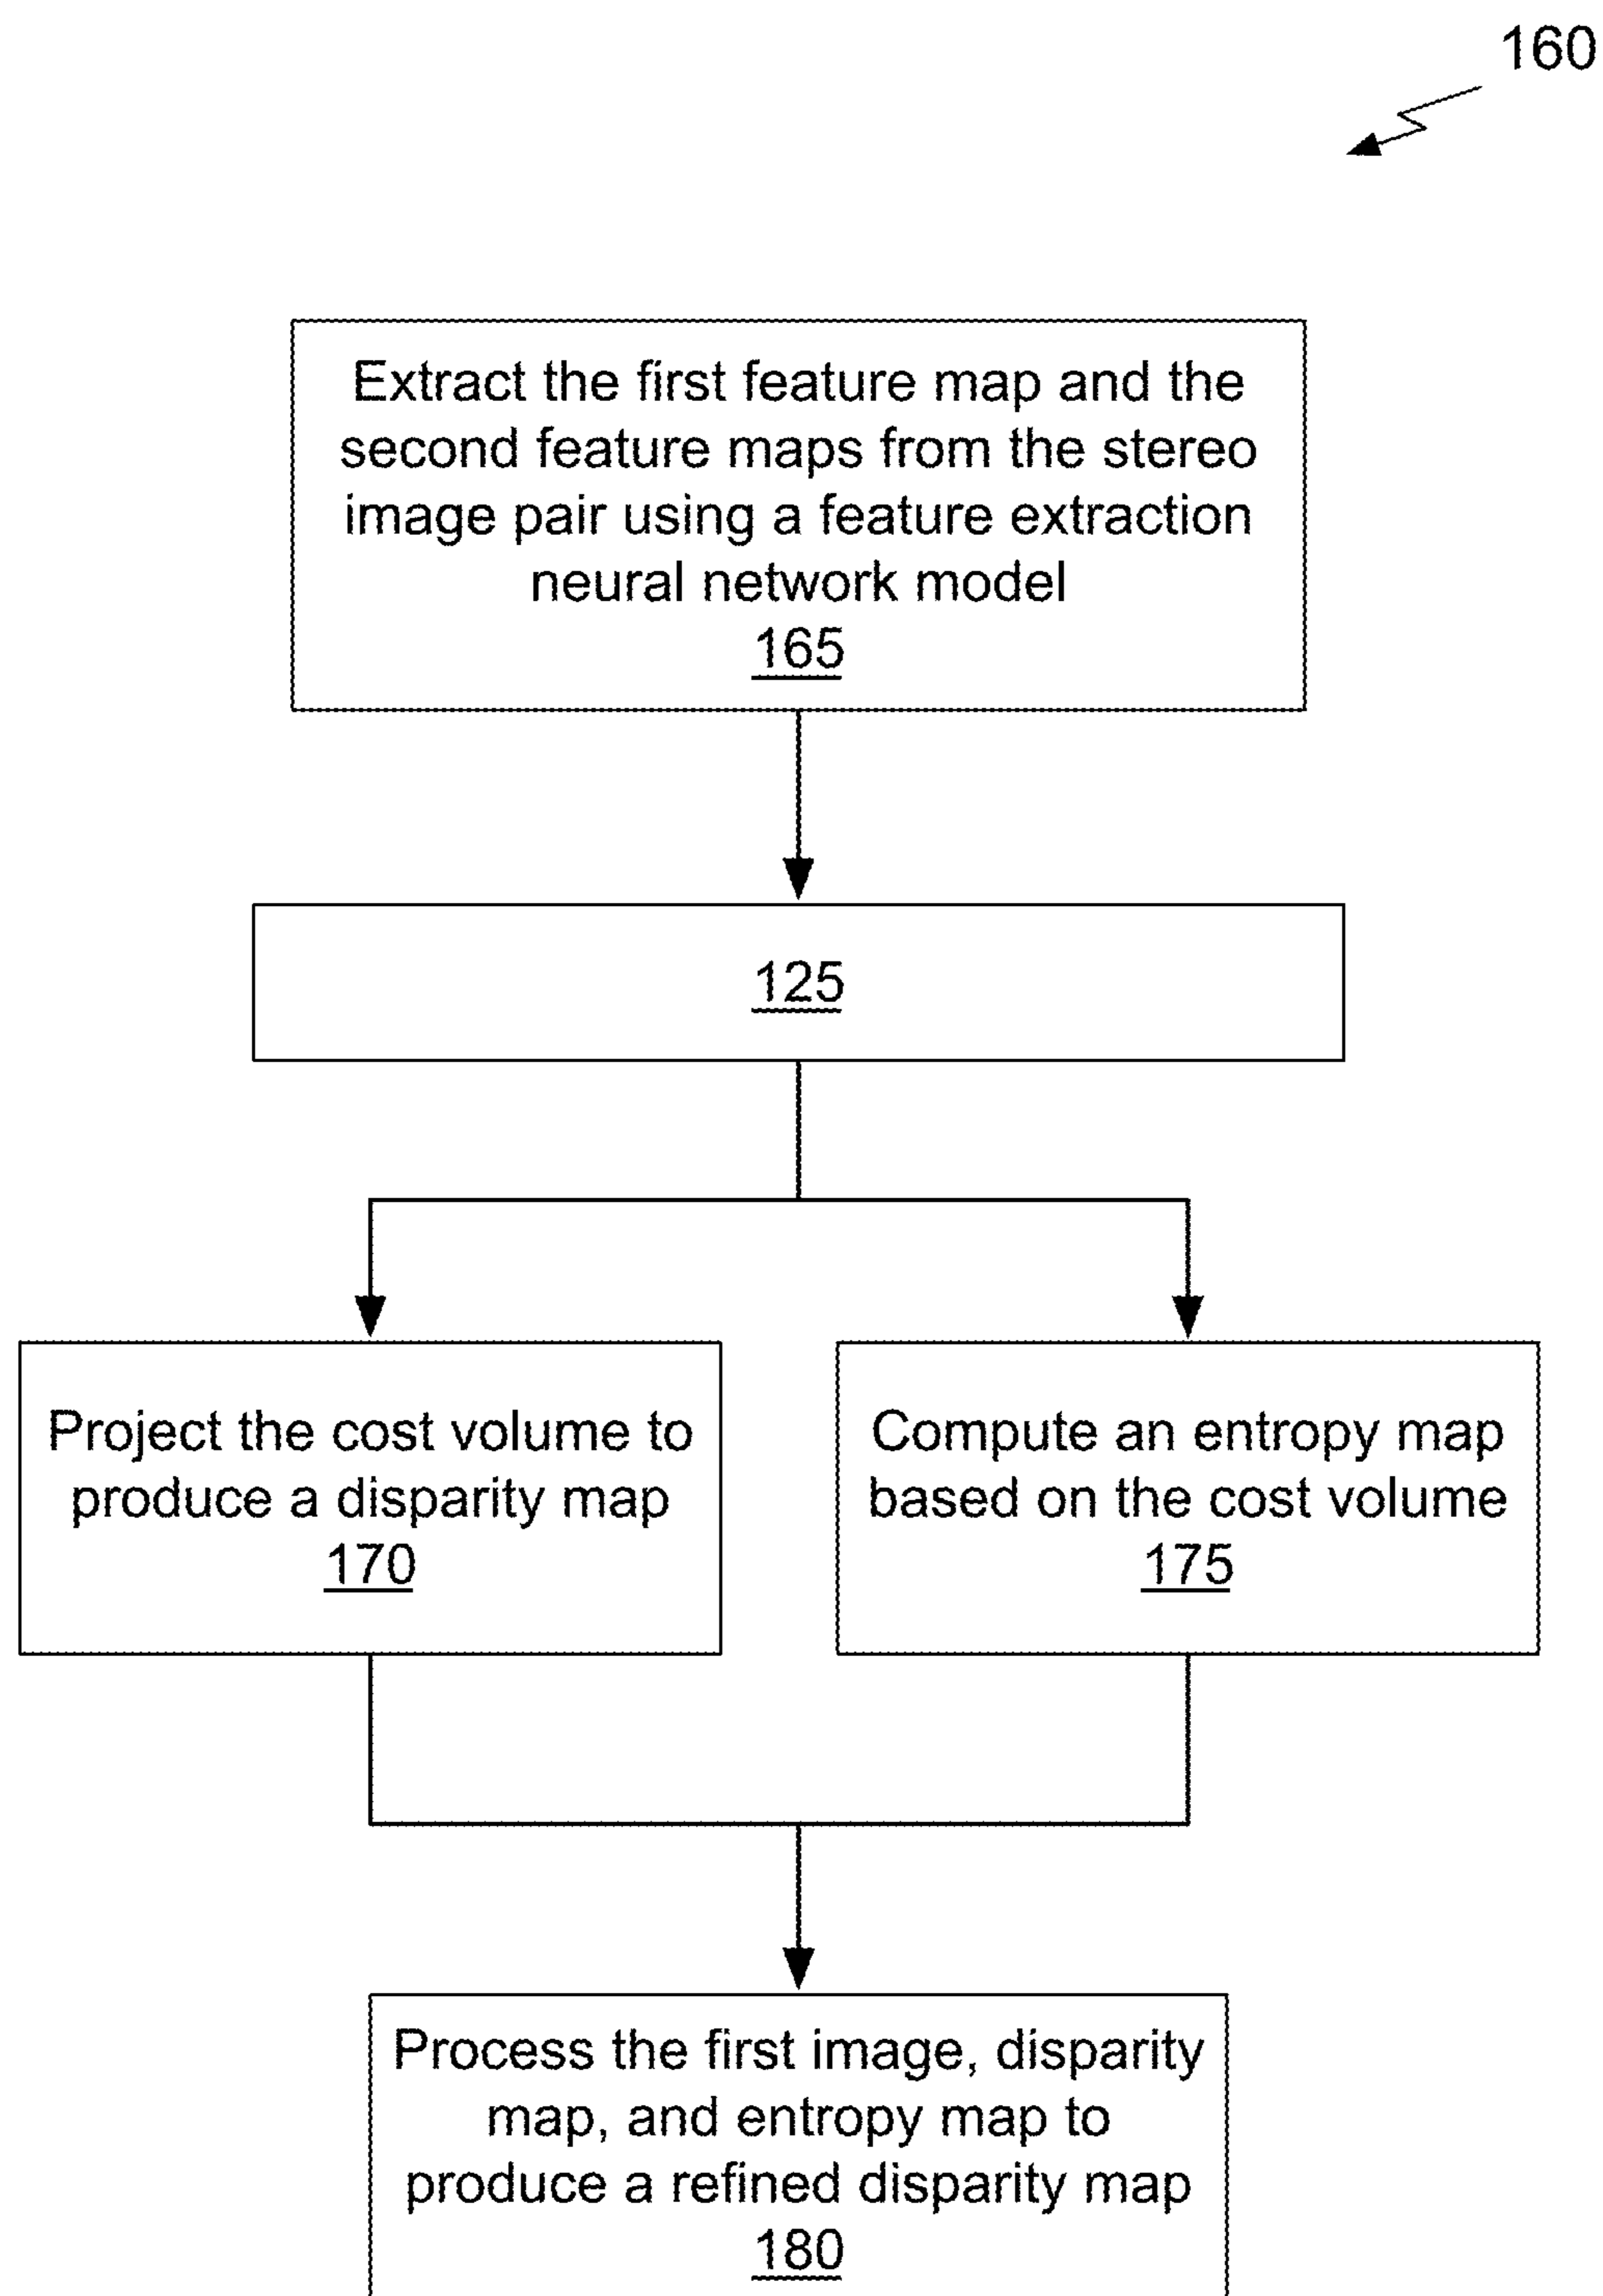 160
Extract the first feature map and the
second feature maps from the stereo
image pair using a feature extraction
neural network model
165
125
Project the cost volume to
produce a disparity map
170
Compute an entropy map
based on the cost volume
175
Process the first image, disparity
map, and entropy map to
produce a refined disparity map
180